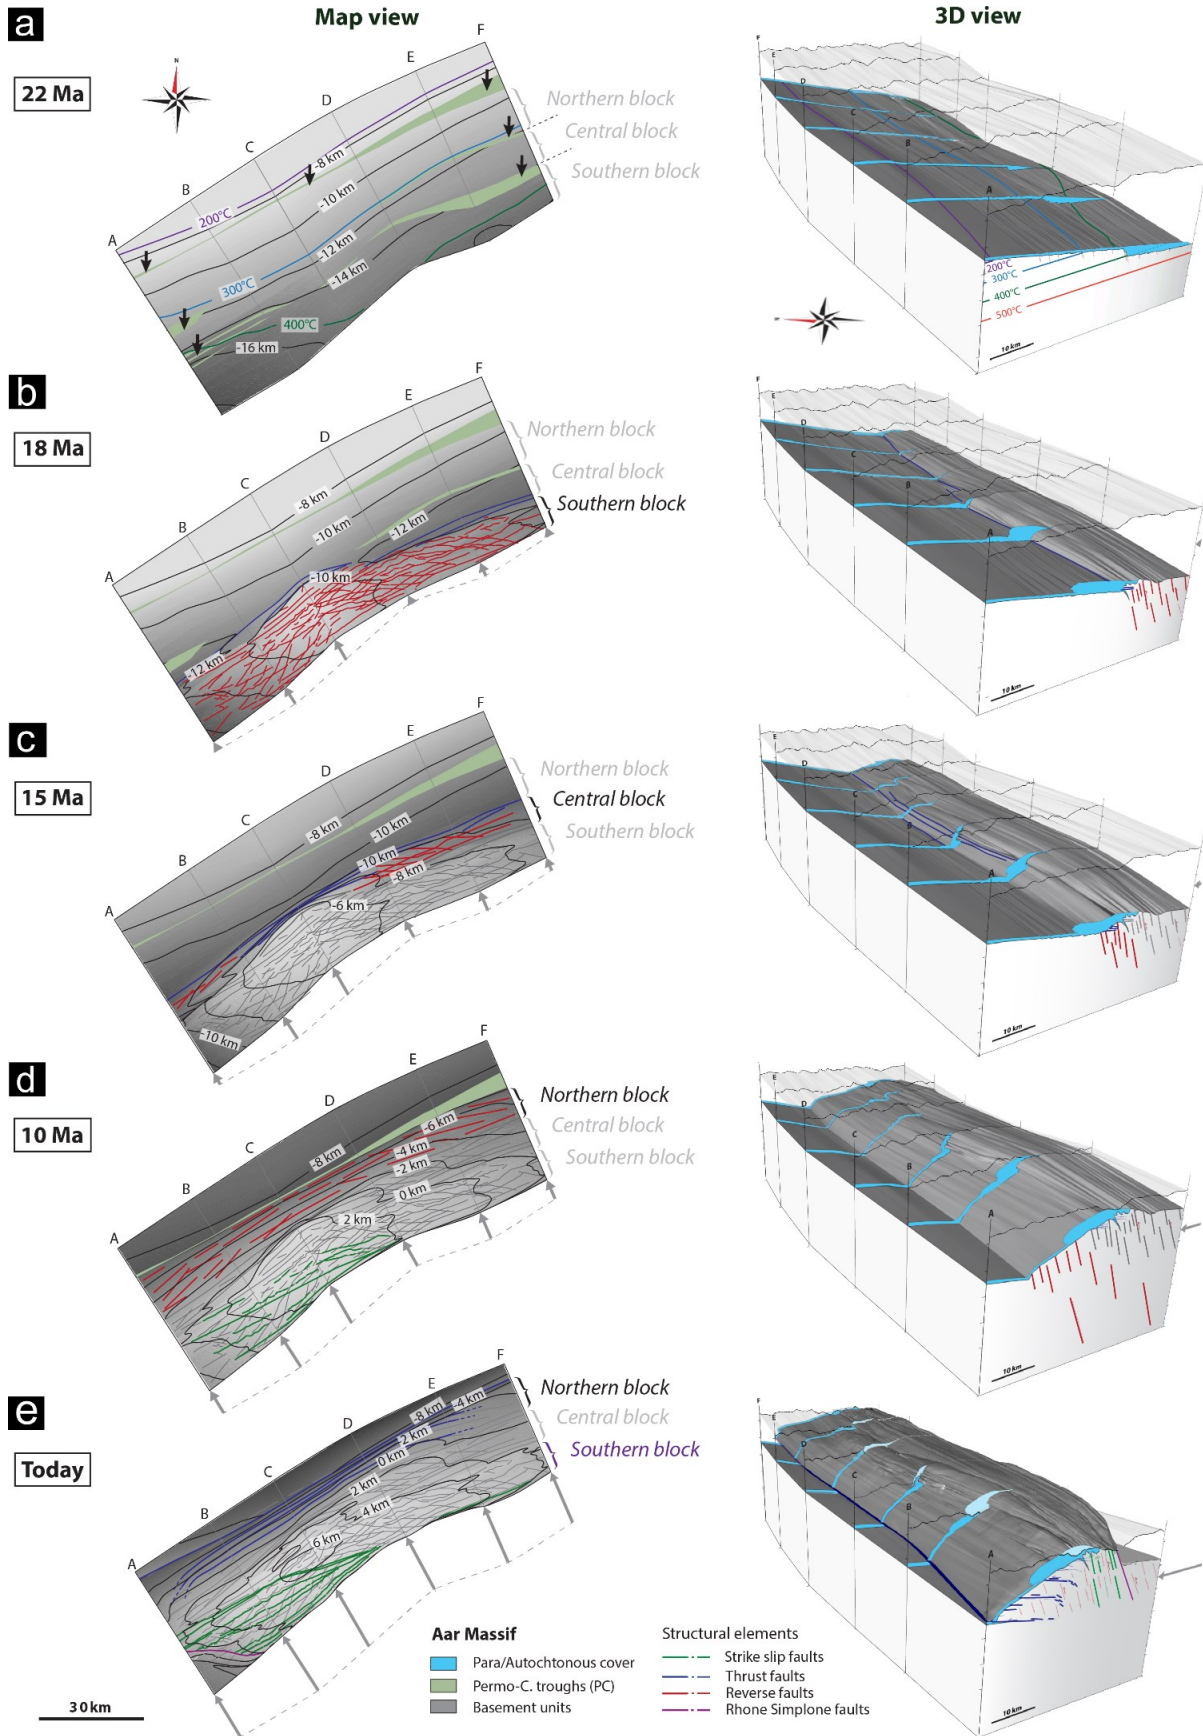 Map view
3D view
a
22 Ma
N
A
B
C
D
E
F
-8 km
200°C
-10 km
-12 km
300°C
-14 km
400°C
-16 km
Northern block
Central block
Southern block
F
E
D
C
B
A
200°C
300°C
400°C
500°C
10 km
b
18 Ma
A
B
C
D
E
F
-8 km
-10 km
-12 km
-10 km
-12 km
Northern block
Central block
Southern block
F
E
D
C
B
A
10 km
c
15 Ma
A
B
C
D
E
F
-8 km
-10 km
-10 km
-8 km
-6 km
-10 km
Northern block
Central block
Southern block
F
E
D
C
B
A
10 km
d
10 Ma
A
B
C
D
E
F
-8 km
-6 km
-4 km
-2 km
0 km
2 km
Northern block
Central block
Southern block
F
E
D
C
B
A
10 km
e
Today
A
B
C
D
E
F
-8 km
-4 km
2 km
0 km
2 km
4 km
6 km
Northern block
Central block
Southern block
F
E
D
C
B
A
10 km
30 km
Aar Massif
Para/Autochtonous cover
Permo-C. troughs (PC)
Basement units
Structural elements
Strike slip faults
Thrust faults
Reverse faults
Rhone Simplone faults